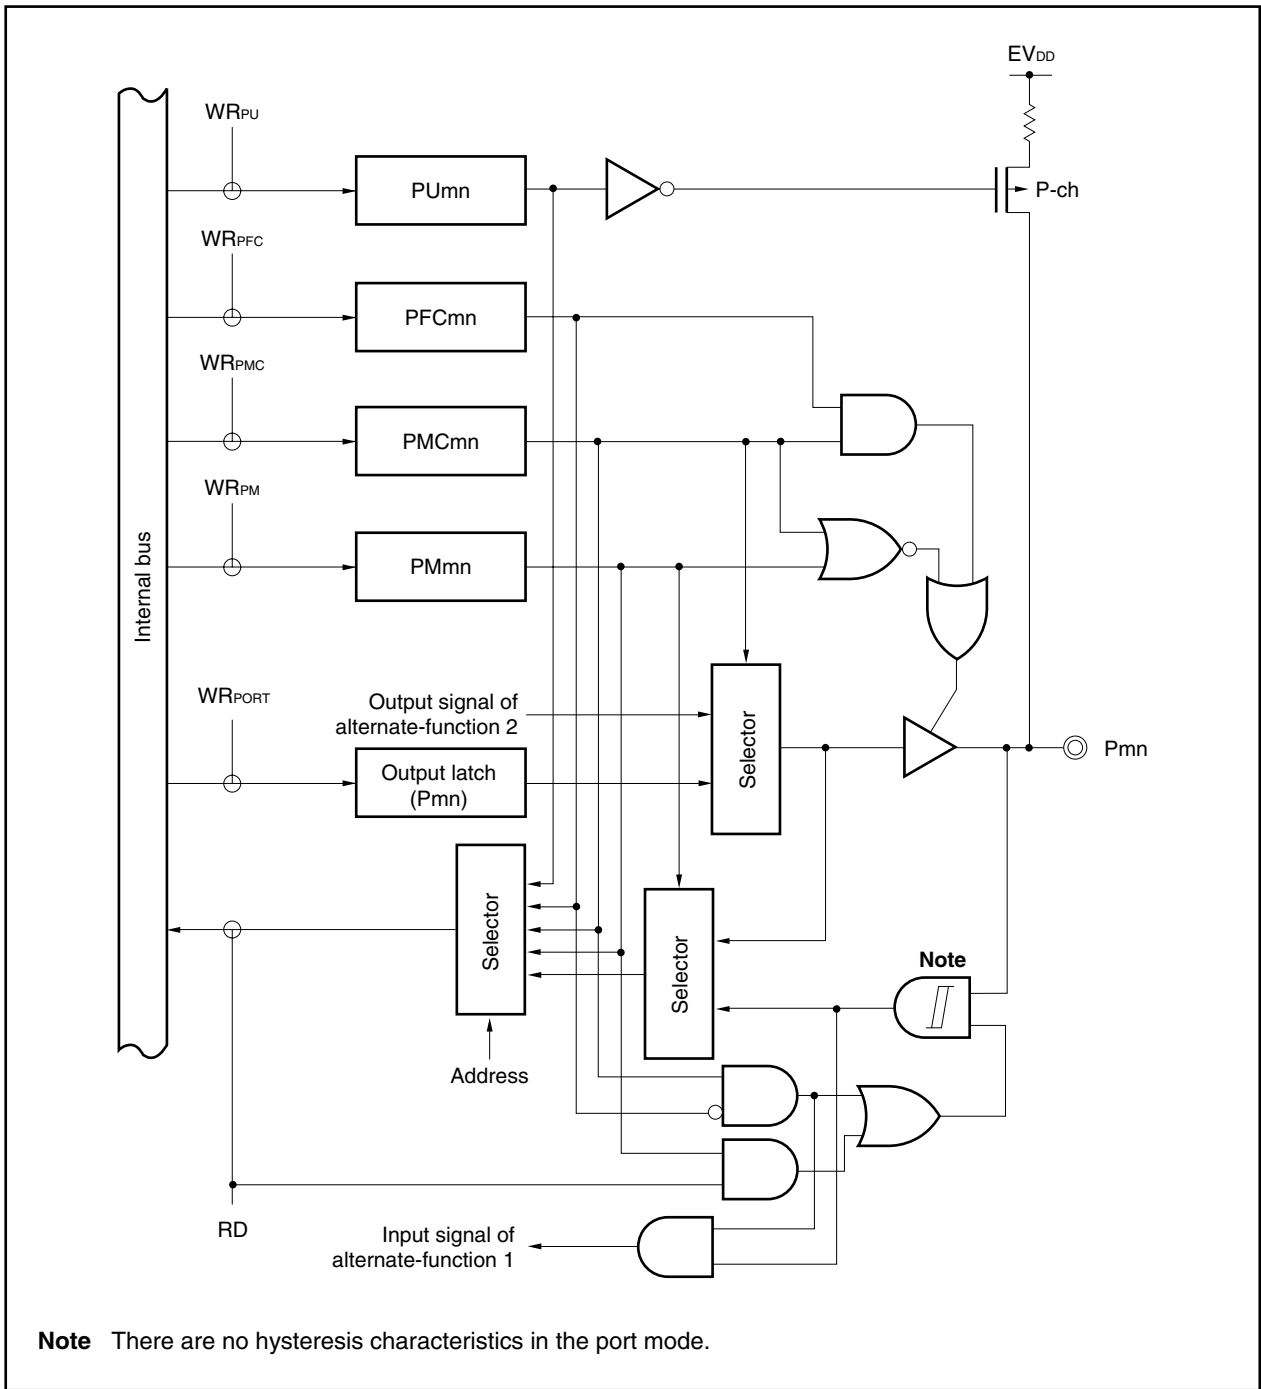 EVDD
WRPU
PUmn
P-ch
WRPFC
PFCmn
WRPMC
PMCmn
WRPM
PMmn
Internal bus
WRPORT
Output signal of
alternate-function 2
Output latch
(Pmn)
Selector
Pmn
Selector
Selector
Note
Address
RD
Input signal of
alternate-function 1
Note There are no hysteresis characteristics in the port mode.